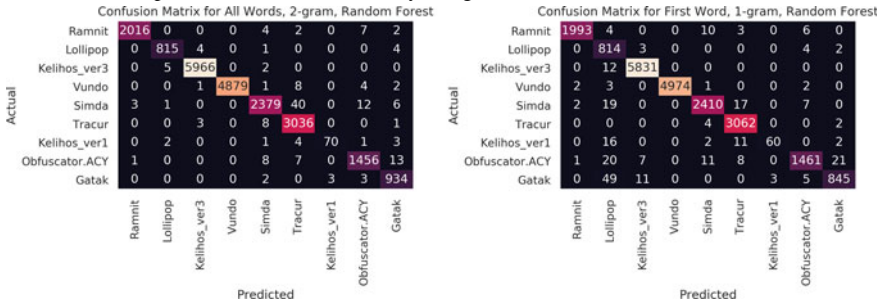 Confusion Matrix for All Words, 2-gram, Random Forest
Actual
Ramnit 2016 0 0 0 4 2 0 7 2
Lollipop 0 815 4 0 1 0 0 0 4
Kelihos_ver3 0 5 5966 0 2 0 0 0 0
Vundo 0 0 1 4879 1 8 0 4 2
Simda 3 1 0 0 2379 40 0 12 6
Tracur 0 0 3 0 8 3036 0 0 1
Kelihos_ver1 0 2 0 0 1 4 70 1 3
Obfuscator.ACY 1 0 0 0 8 7 0 1456 13
Gatak 0 0 0 0 2 0 3 3 934
Ramnit
Lollipop
Kelihos_ver3
Vundo
Simda
Tracur
Kelihos_ver1
Obfuscator.ACY
Gatak
Predicted
Confusion Matrix for First Word, 1-gram, Random Forest
Actual
Ramnit 1993 4 0 0 10 3 0 6 0
Lollipop 0 814 3 0 0 0 0 4 2
Kelihos_ver3 0 12 5831 0 0 0 0 0 0
Vundo 2 3 0 4974 1 0 0 2 0
Simda 2 19 0 0 2410 17 0 7 0
Tracur 0 0 0 0 4 3062 0 0 2
Kelihos_ver1 0 16 0 0 2 11 60 0 2
Obfuscator.ACY 1 20 7 0 11 8 0 1461 21
Gatak 0 49 11 0 0 0 3 5 845
Ramnit
Lollipop
Kelihos_ver3
Vundo
Simda
Tracur
Kelihos_ver1
Obfuscator.ACY
Gatak
Predicted